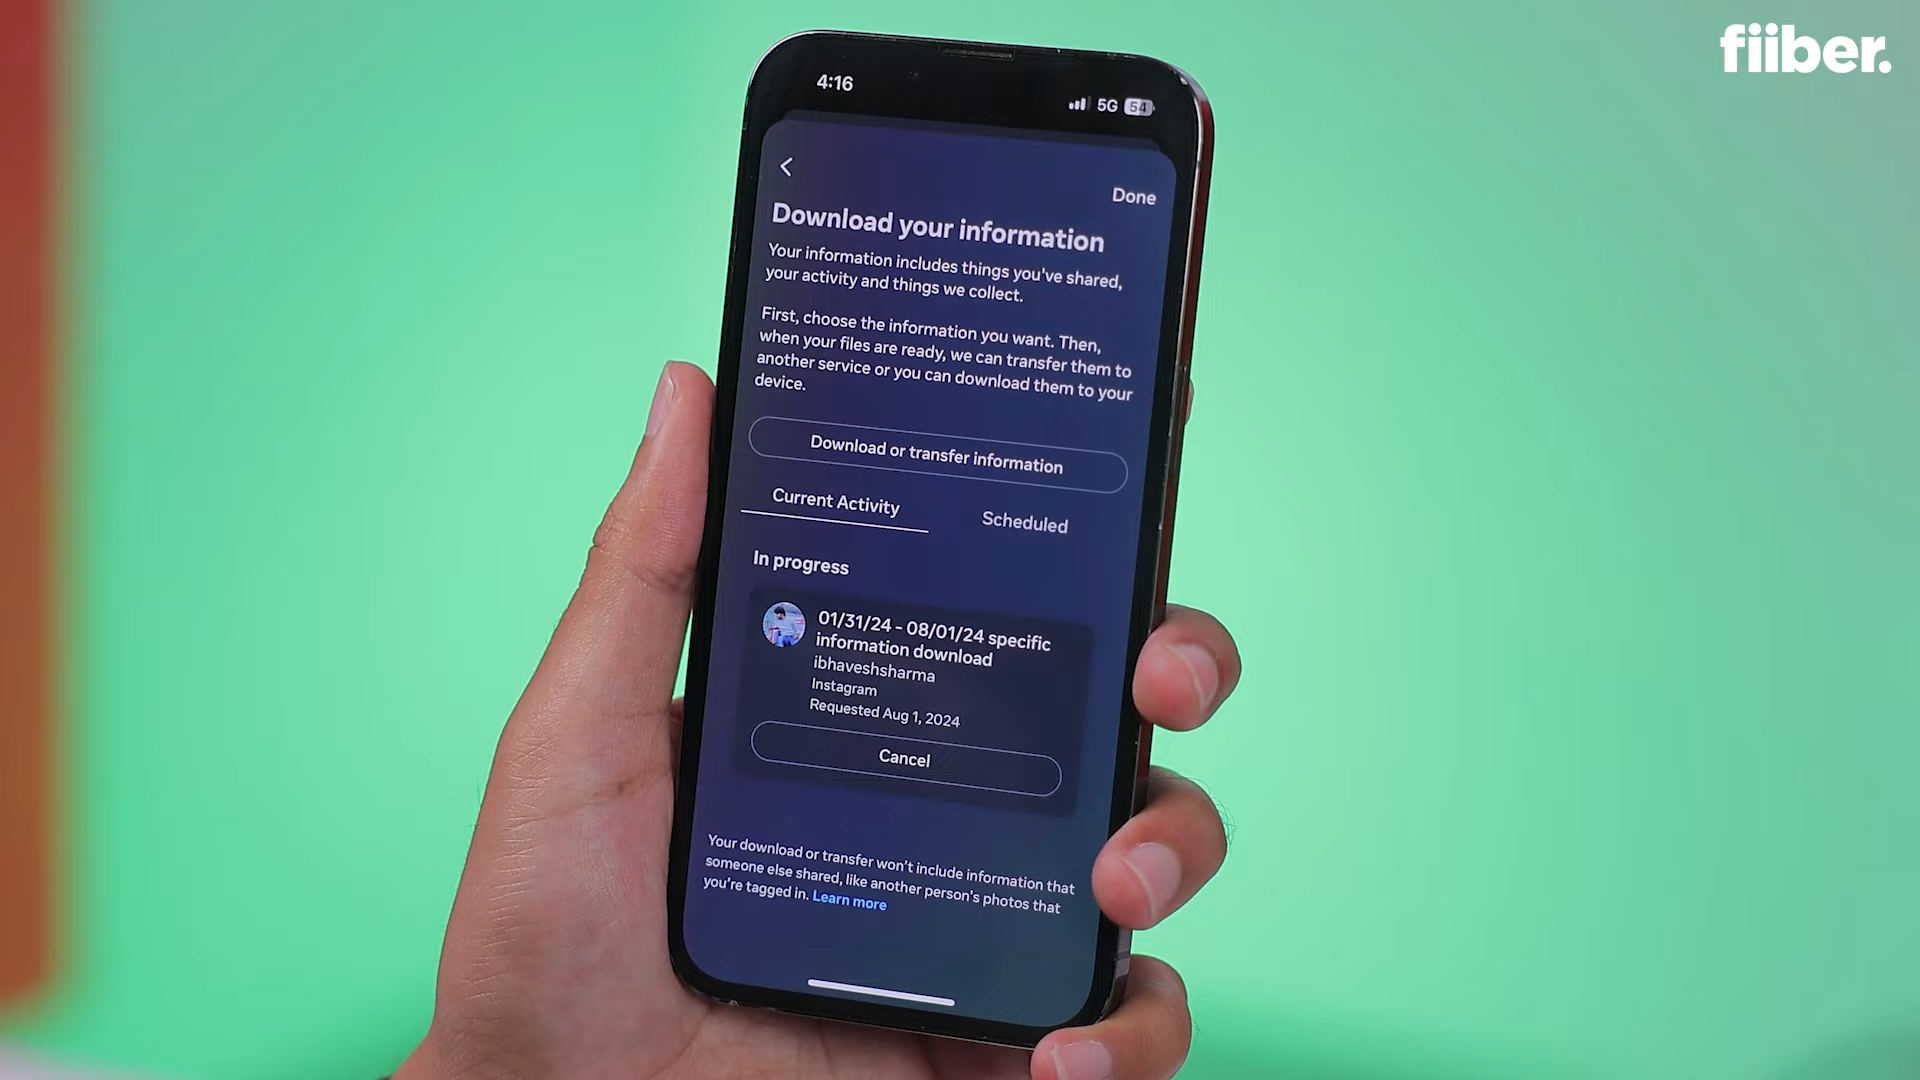 fiiber.
4:16
5G 54
Done
Download your information
Your information includes things you've shared,
your activity and things we collect.
First, choose the information you want. Then,
when your files are ready, we can transfer them to
another service or you can download them to your
device.
Download or transfer information
Current Activity
Scheduled
In progress
01/31/24 - 08/01/24 specific
information download
ibhaveshsharma
Instagram
Requested Aug 1, 2024
Cancel
Your download or transfer won't include information that
someone else shared, like another person's photos that
you're tagged in. Learn more